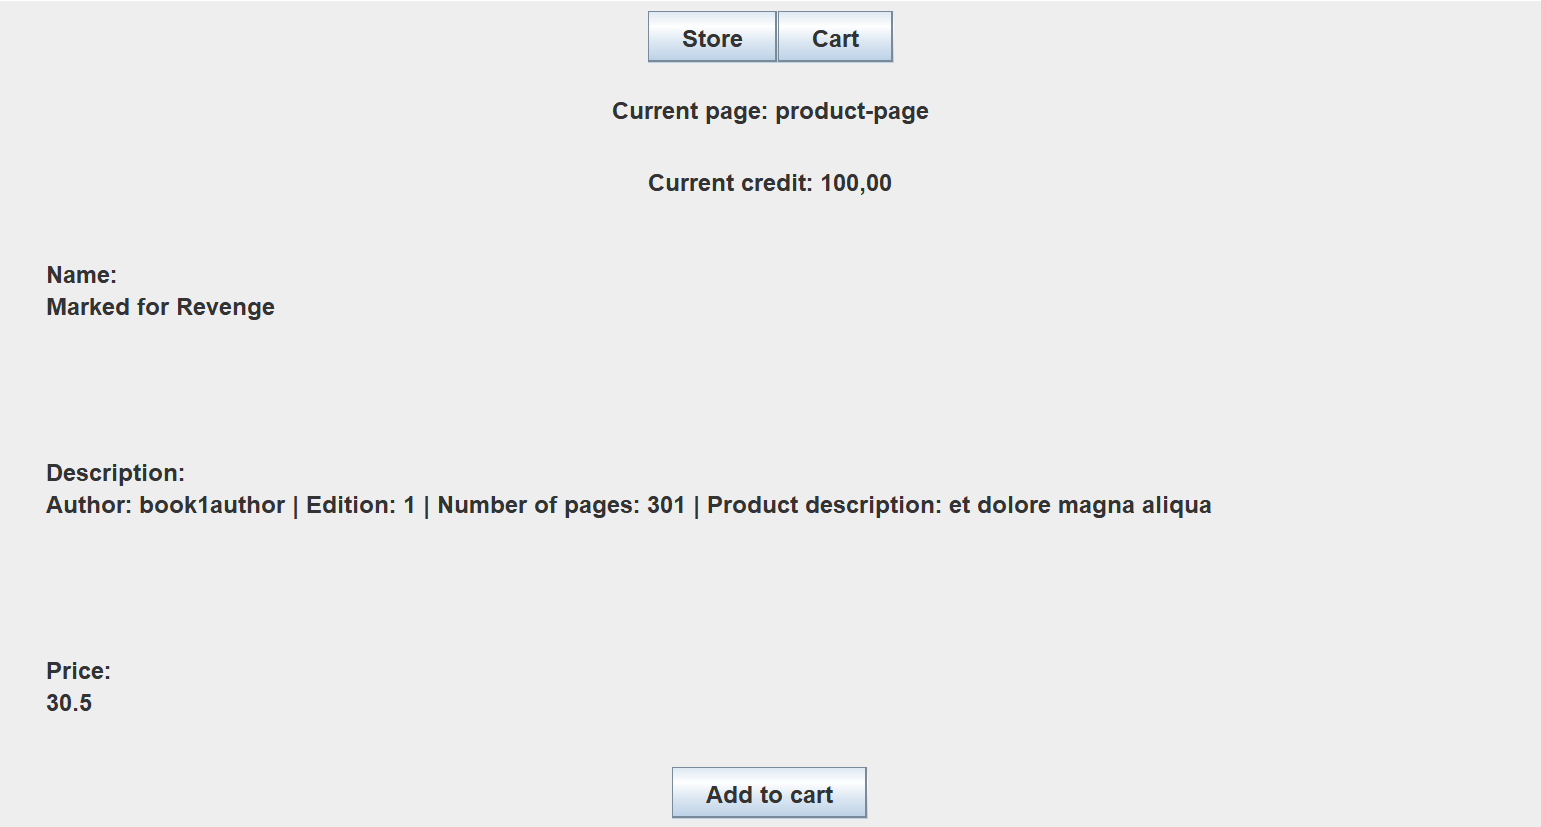 Store Cart
Current page: product-page
Current credit: 100,00
Name:
Marked for Revenge
Description:
Author: book1author | Edition: 1 | Number of pages: 301 | Product description: et dolore magna aliqua
Price:
30.5
Add to cart